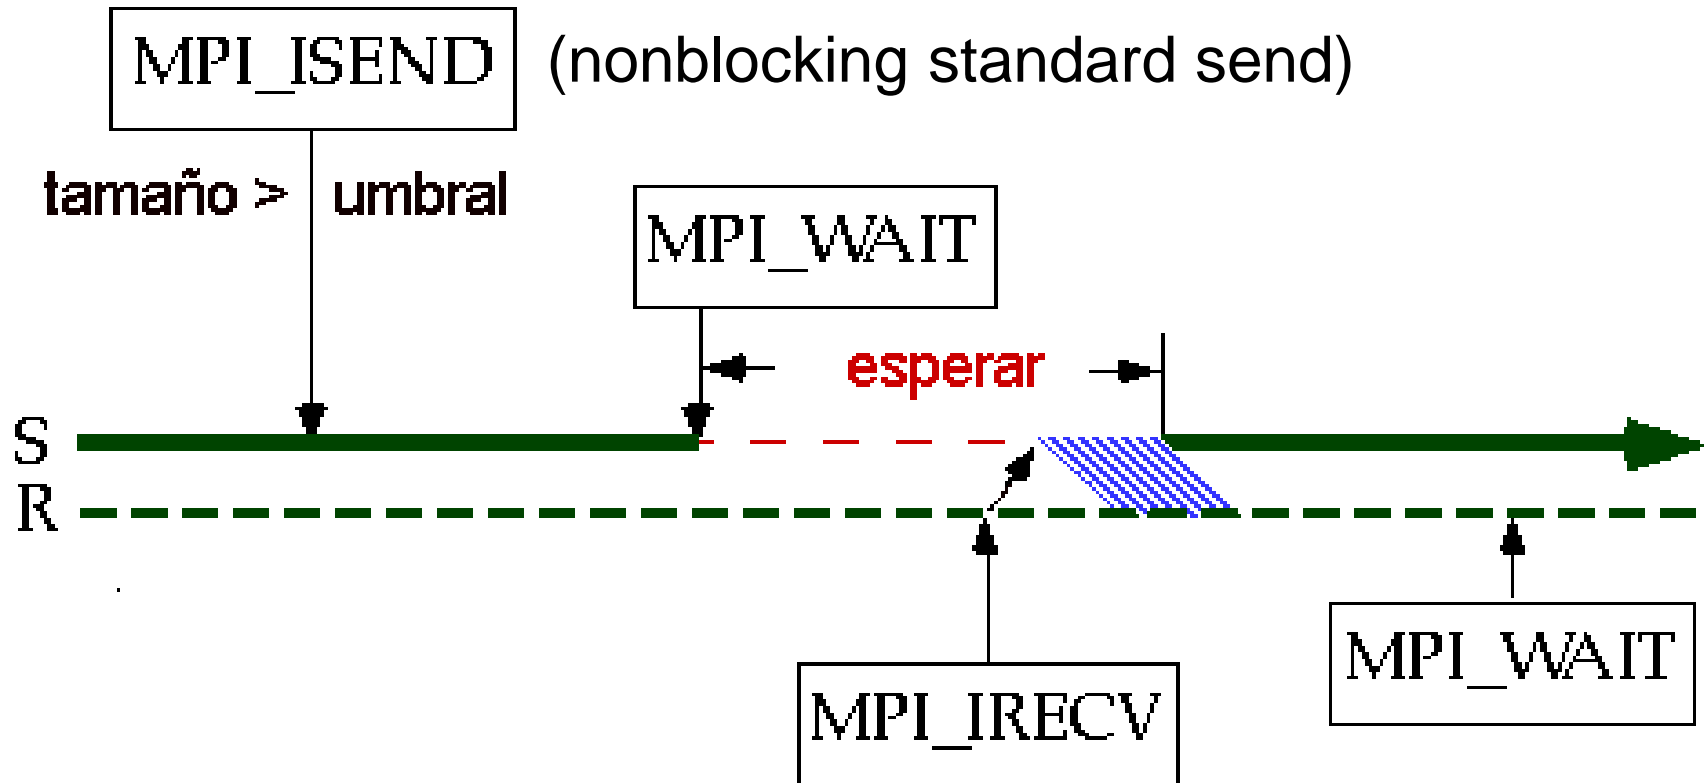 MPI_ISEND (nonblocking standard send)
tamaño > umbral
MPI_WAIT
esperar
S
R
MPI_WAIT
MPI_IRECV